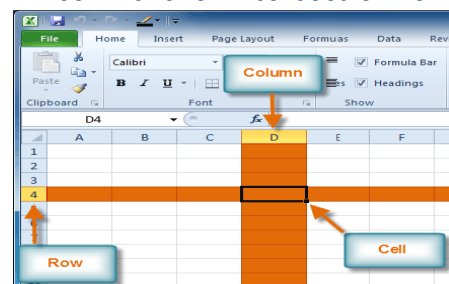 File Home Insert Page Layout Formuas Data Rev
Paste
Calibri
B I U
Column
Formula Bar
Headings
Clipboard Font Show
D4 fx
A B C D E F
1
2
3
4
Row
Cell